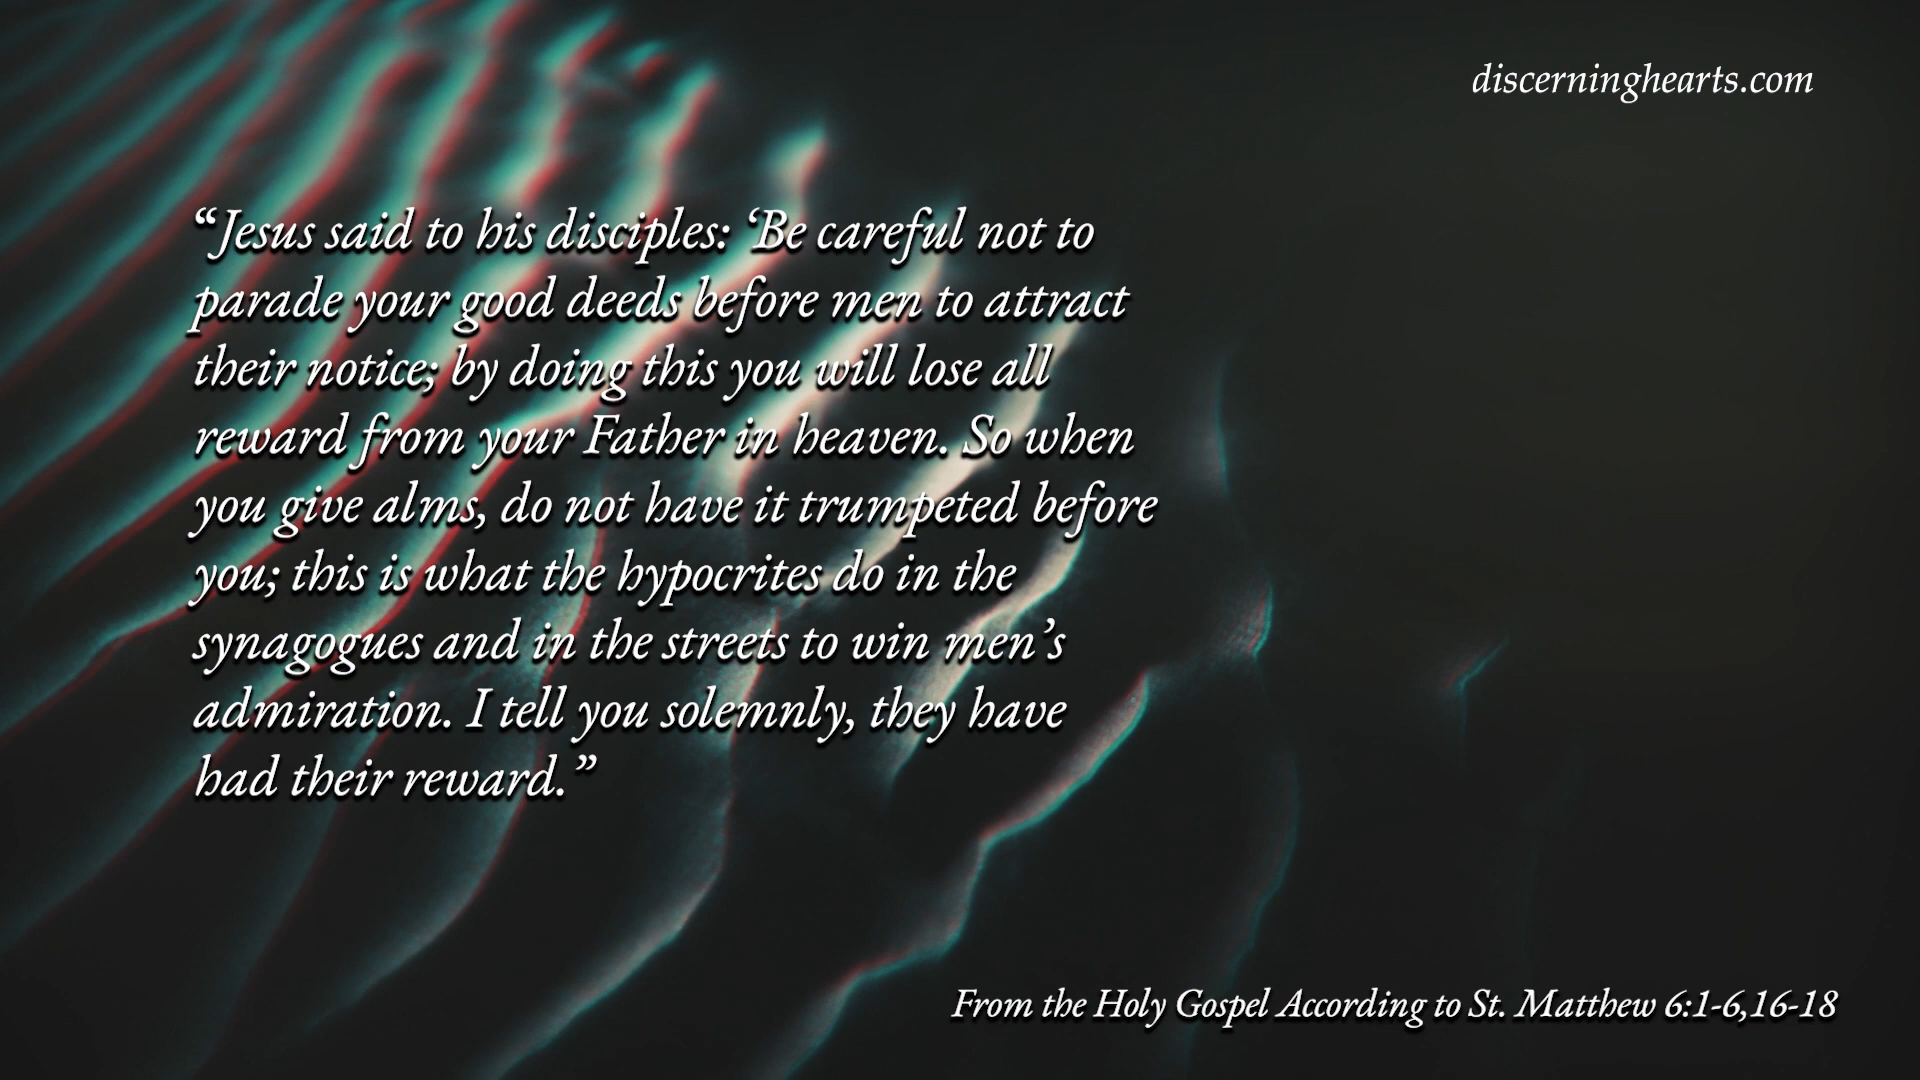 discerninghearts.com
“Jesus said to his disciples: ‘Be careful not to
parade your good deeds before men to attract
their notice; by doing this you will lose all
reward from your Father in heaven. So when
you give alms, do not have it trumpeted before
you; this is what the hypocrites do in the
synagogues and in the streets to win men’s
admiration. I tell you solemnly, they have
had their reward.”
From the Holy Gospel According to St. Matthew 6:1-6,16-18